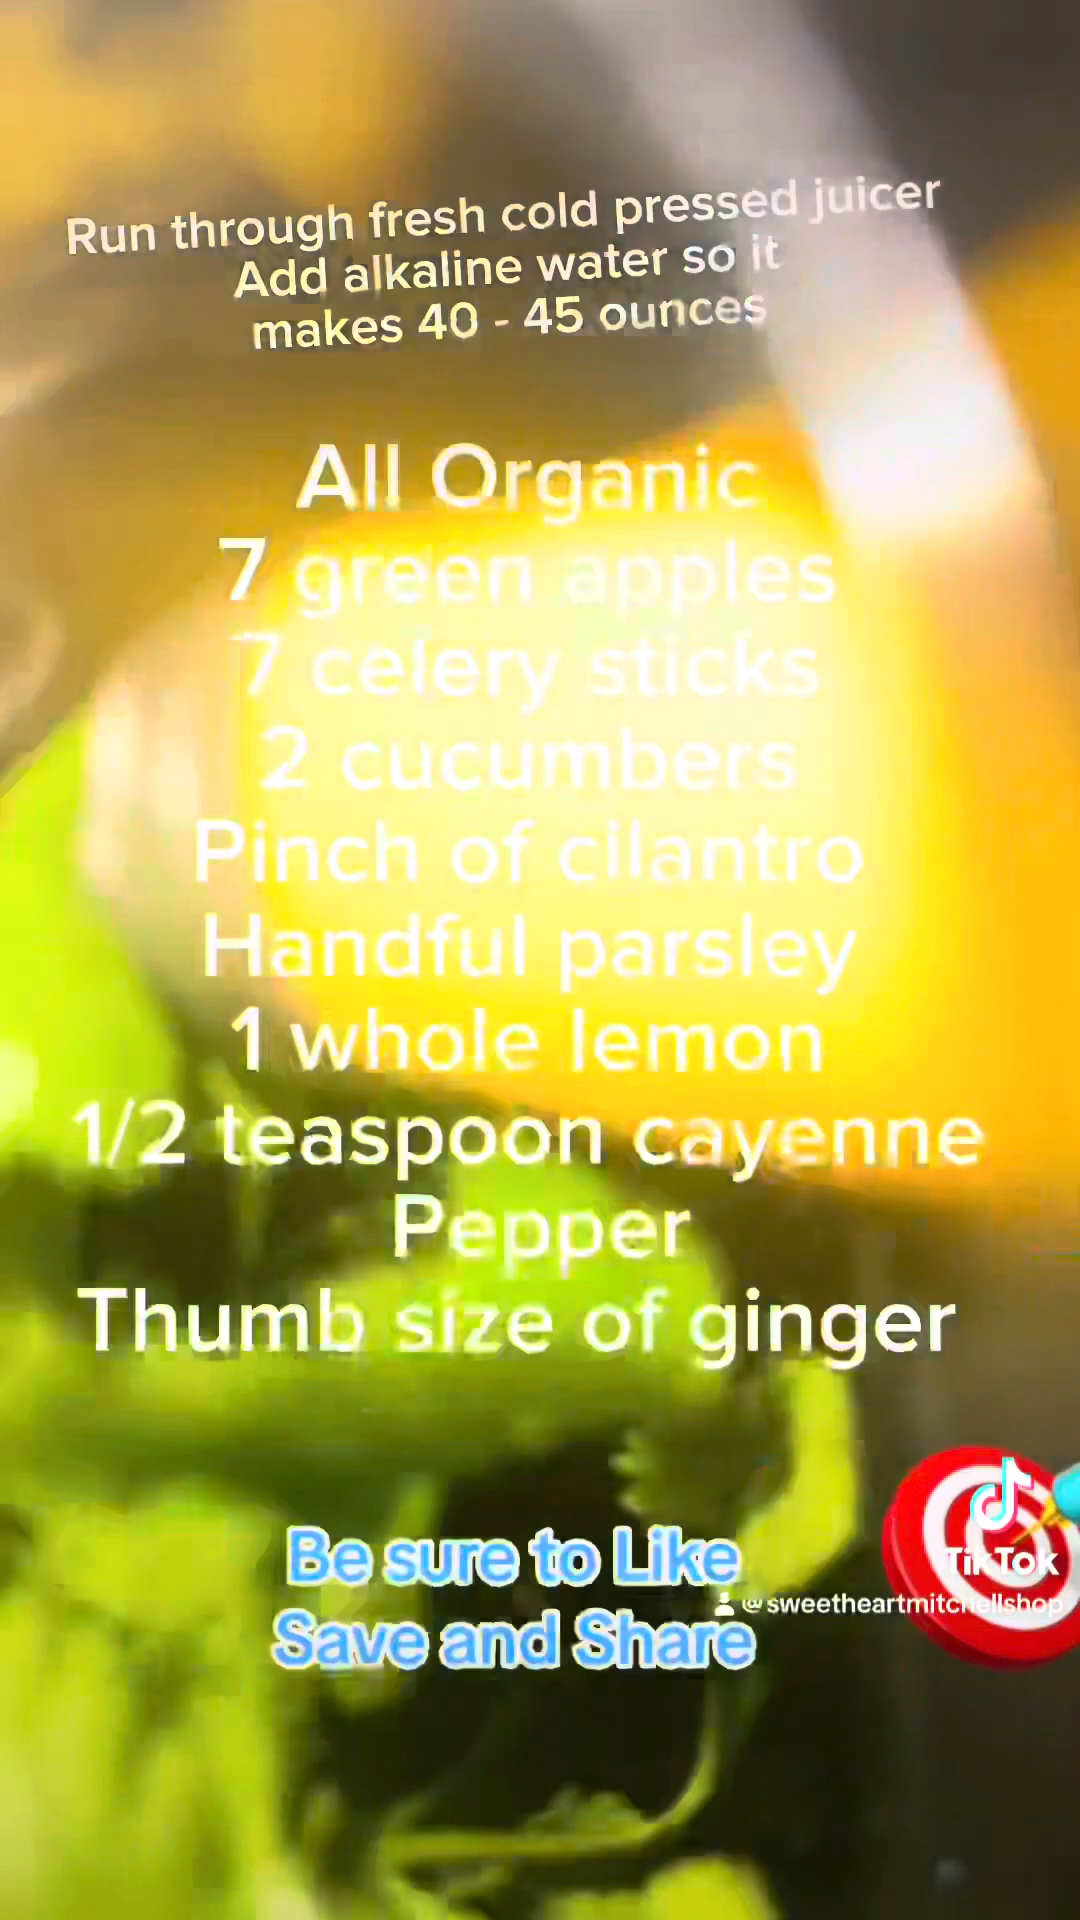 Run through fresh cold pressed juicer
Add alkaline water so it
makes 40 - 45 ounces
All Organic
7 green apples
7 celery sticks
2 cucumbers
Pinch of cilantro
Handful parsley
1 whole lemon
1/2 teaspoon cayenne
Pepper
Thumb size of ginger
Be sure to Like
Save and Share
TikTok
@sweetheartmitchellshop